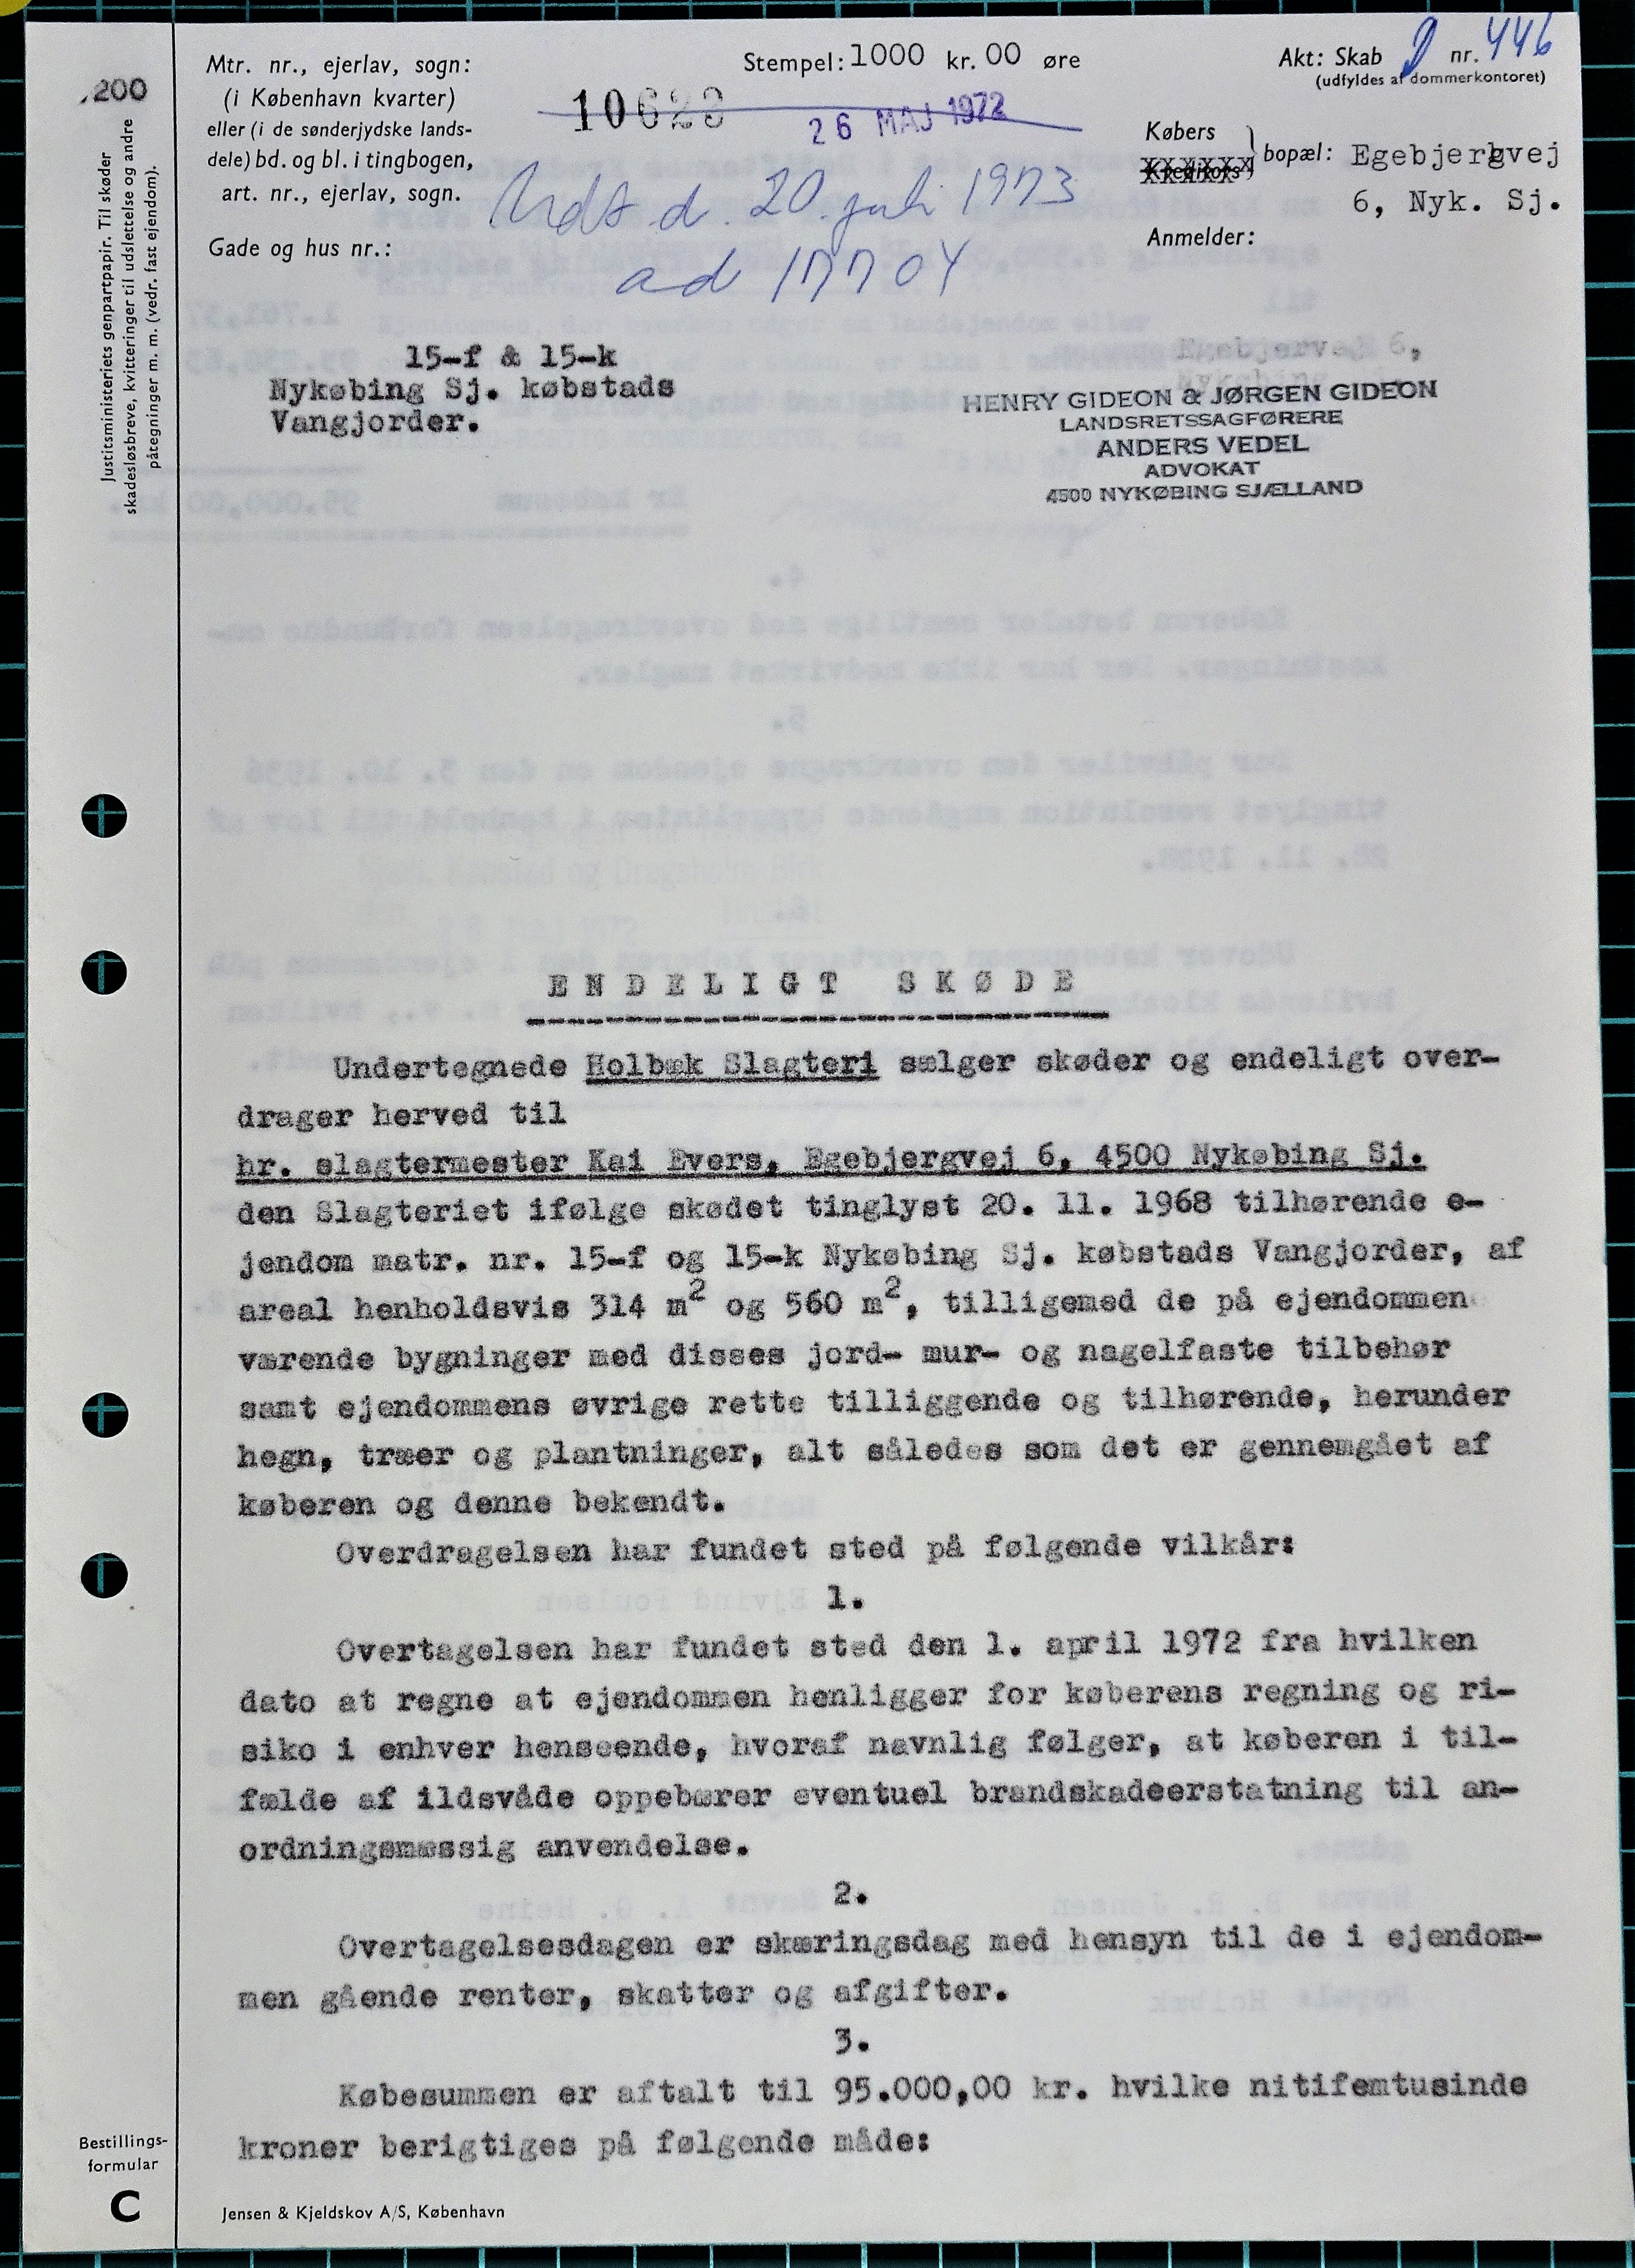 Mtr. nr., ejerlav, sogn:
(i København kvarter)
eller (i de sønderjydske lands-
dele) bd. og bl. i tingbogen,
art. nr., ejerlav, sogn.
Gade og hus nr.:
Stempel: 1000 kr. 00 øre
10623
26 MAJ 1972
d. 20. juli 1973
ad 17704
Akt: Skab nr. 446
(udfyldes af dommerkontoret)
Købers
Kreditors
bopæl: Egebjergvej
6, Nyk. Sj.
Anmelder:
.200
Justitsministeriets genpartpapir. Til skøder
skadesløsbreve, kvitteringer til udslettelse og andre
påtegninger m. m. (vedr. fast ejendom).
15-f & 15-k
Nykøbing Sj. købstads
Vangjorder.
Egebjervej 6,
HENRY GIDEON & JØRGEN GIDEON
LANDSRETSSAGFØRERE
ANDERS VEDEL
ADVOKAT
4500 NYKØBING SJÆLLAND
ENDELIGT SKØDE
Undertegnede Holbæk Slagteri sælger skøder og endeligt over-
drager herved til
hr. slagtermester Kai Evers, Egebjergvej 6, 4500 Nykøbing Sj.
den Slagteriet ifølge skødet tinglyst 20. 11. 1968 tilhørende e-
jendom matr. nr. 15-f og 15-k Nykøbing Sj. købstads Vangjorder, af
areal henholdsvis 314 m² og 560 m², tilligemed de på ejendommen
værende bygninger med disses jord- mur- og nagelfaste tilbehør
samt ejendommens øvrige rette tilliggende og tilhørende, herunder
hegn, træer og plantninger, alt således som det er gennemgået af
køberen og denne bekendt.
Overdragelsen har fundet sted på følgende vilkår:
1.
Overtagelsen har fundet sted den 1. april 1972 fra hvilken
dato at regne at ejendommen henligger for køberens regning og ri-
siko i enhver henseende, hvoraf navnlig følger, at køberen i til-
fælde af ildsvåde oppebærer eventuel brandskadeerstatning til an-
ordningsmæssig anvendelse.
2.
Overtagelsesdagen er skæringsdag med hensyn til de i ejendom-
men gående renter, skatter og afgifter.
3.
Købesummen er aftalt til 95.000,00 kr. hvilke nitifemtusinde
kroner berigtiges på følgende måde:
Bestillings-
formular
C
Jensen & Kjeldskov A/S, København